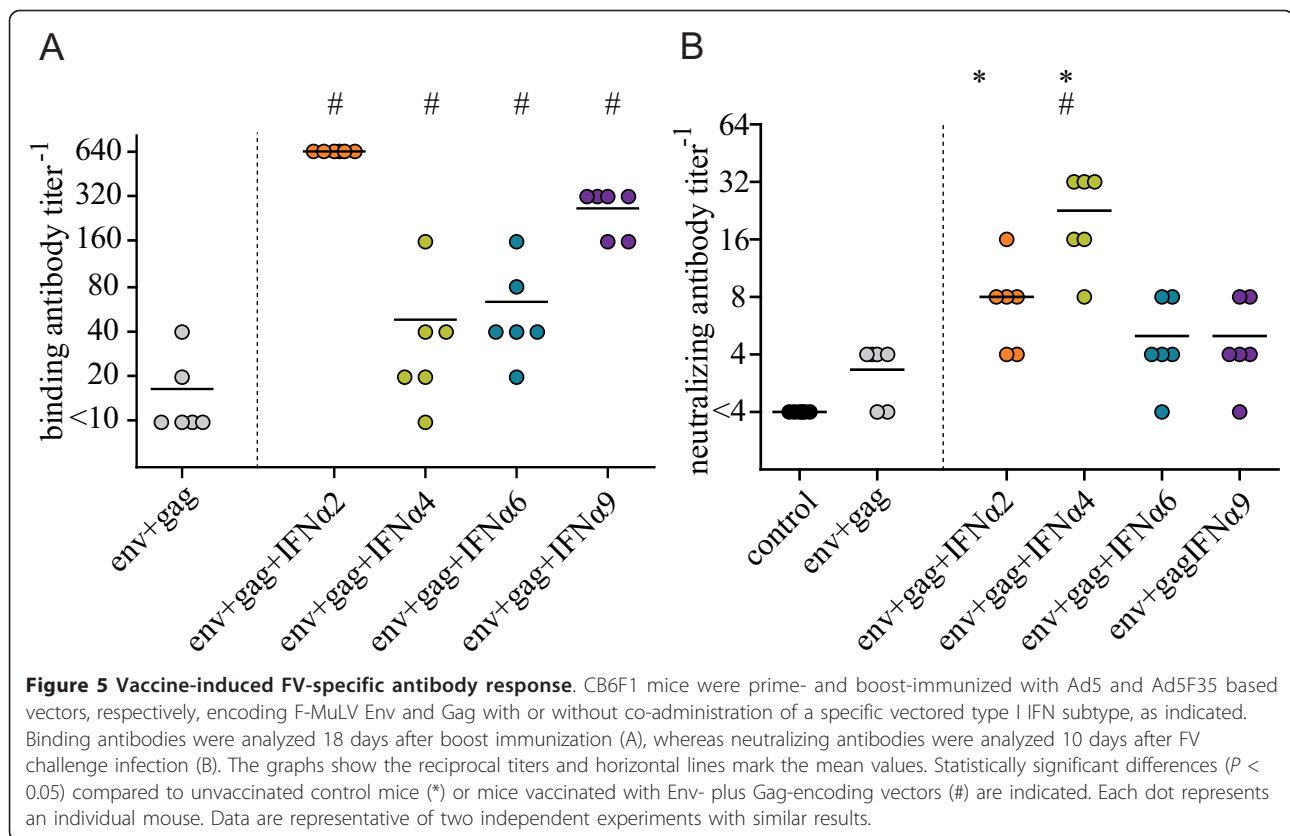 A
# # # #
binding antibody titer-1
640
320
160
80
40
20
<10
env+gag
env+gag+IFNα2
env+gag+IFNα4
env+gag+IFNα6
env+gag+IFNα9
B
* *
#
neutralizing antibody titer-1
64
32
16
8
4
<4
control
env+gag
env+gag+IFNα2
env+gag+IFNα4
env+gag+IFNα6
env+gagIFNα9
Figure 5 Vaccine-induced FV-specific antibody response. CB6F1 mice were prime- and boost-immunized with Ad5 and Ad5F35 based
vectors, respectively, encoding F-MuLV Env and Gag with or without co-administration of a specific vectored type I IFN subtype, as indicated.
Binding antibodies were analyzed 18 days after boost immunization (A), whereas neutralizing antibodies were analyzed 10 days after FV
challenge infection (B). The graphs show the reciprocal titers and horizontal lines mark the mean values. Statistically significant differences (P <
0.05) compared to unvaccinated control mice (*) or mice vaccinated with Env- plus Gag-encoding vectors (#) are indicated. Each dot represents
an individual mouse. Data are representative of two independent experiments with similar results.